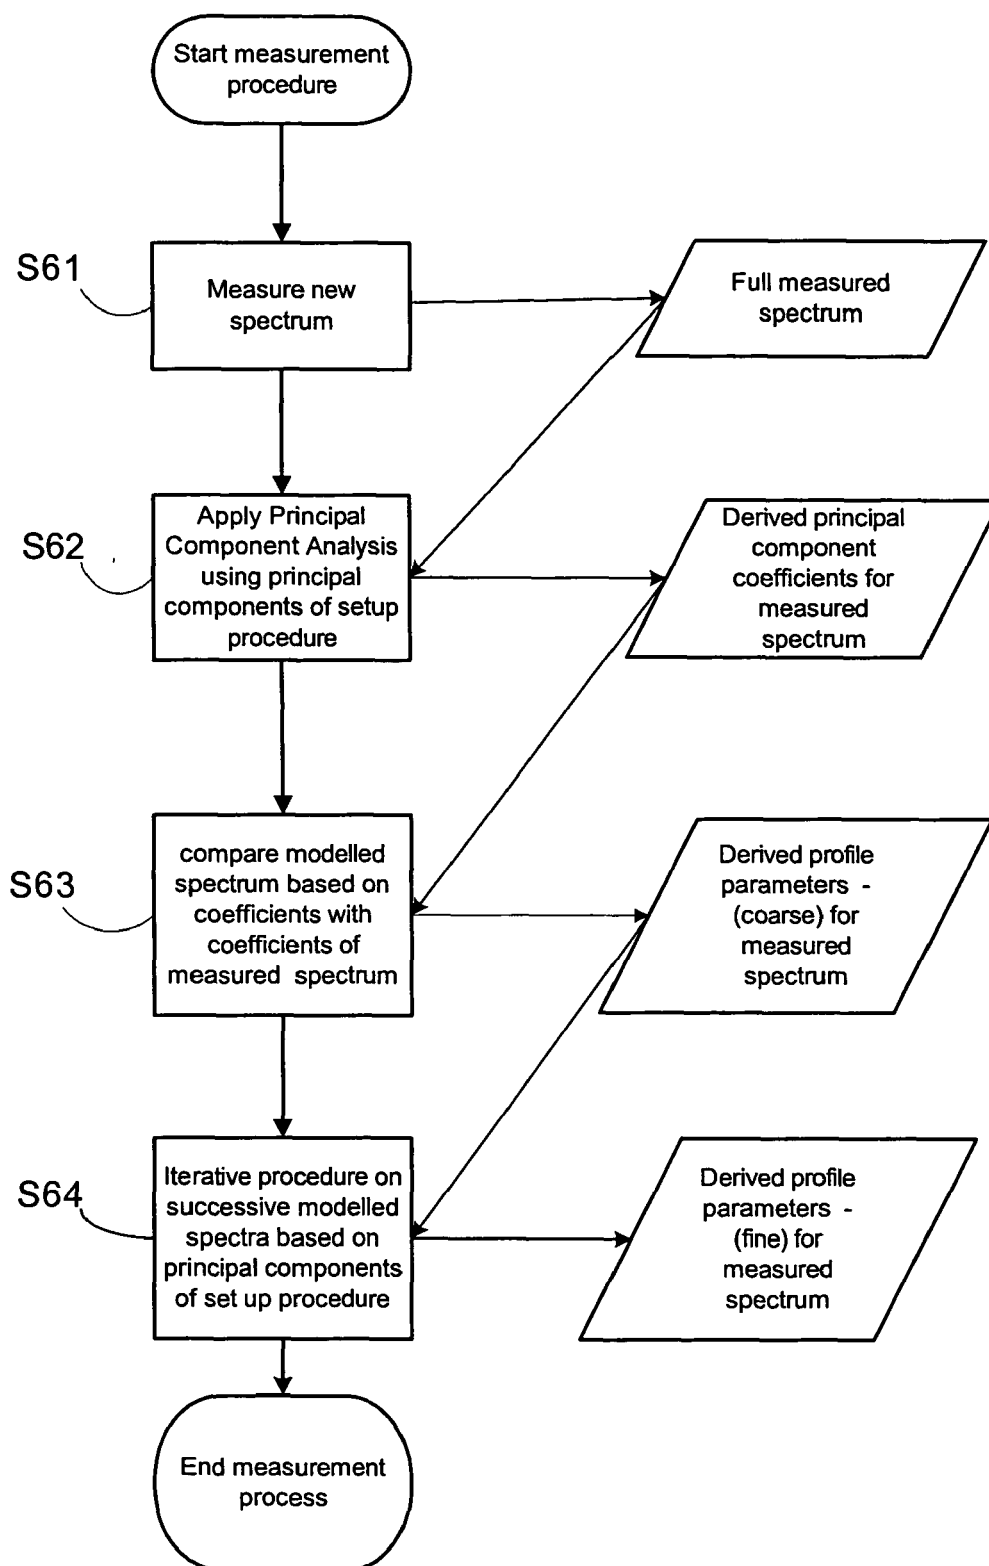 Start measurement
procedure
S61
Measure new
spectrum
Full measured
spectrum
S62
Apply Principal
Component Analysis
using principal
components of setup
procedure
Derived principal
component
coefficients for
measured
spectrum
S63
compare modelled
spectrum based on
coefficients with
coefficients of
measured spectrum
Derived profile
parameters -
(coarse) for
measured
spectrum
S64
Iterative procedure on
successive modelled
spectra based on
principal components
of set up procedure
Derived profile
parameters -
(fine) for
measured
spectrum
End measurement
process